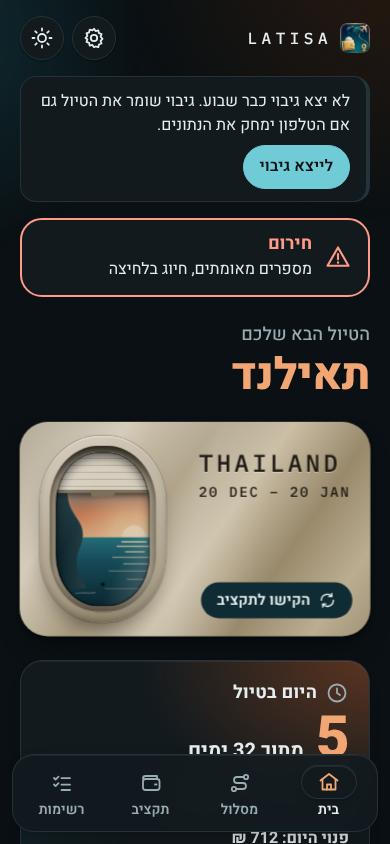 LATISA
לא יצא גיבוי כבר שבוע. גיבוי שומר את הטיול גם
אם הטלפון ימחק את הנתונים.
לייצא גיבוי
חירום
מספרים מאומתים, חיוג בלחיצה
הטיול הבא שלכם
תאילנד
THAILAND
20 DEC – 20 JAN
הקישו לתקציב
היום בטיול
5 מתוך 32 ימים
פנוי היום: 712 ₪
בית
מסלול
תקציב
רשימות